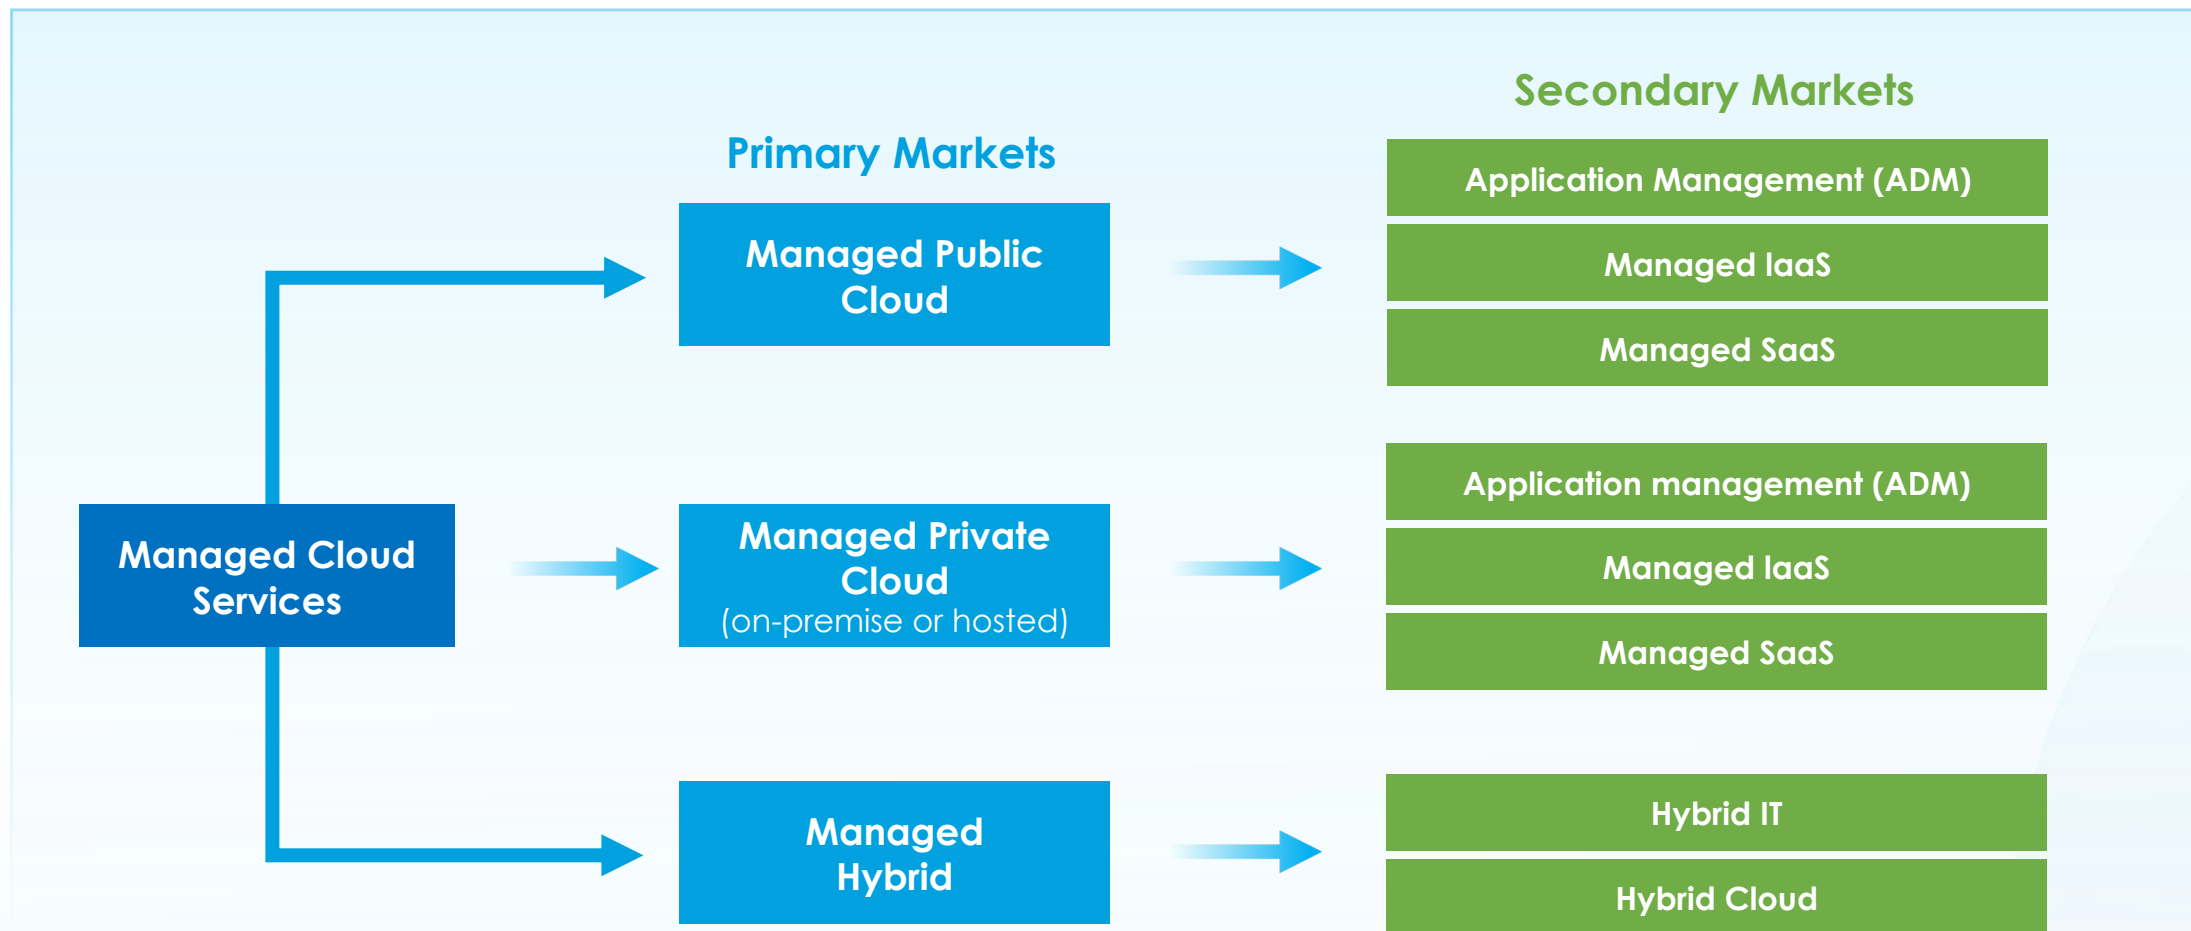 Secondary Markets
Primary Markets
Managed Public
Cloud
Application Management (ADM)
Managed IaaS
Managed SaaS
Managed Cloud
Services
Managed Private
Cloud
(on-premise or hosted)
Application management (ADM)
Managed IaaS
Managed SaaS
Managed
Hybrid
Hybrid IT
Hybrid Cloud